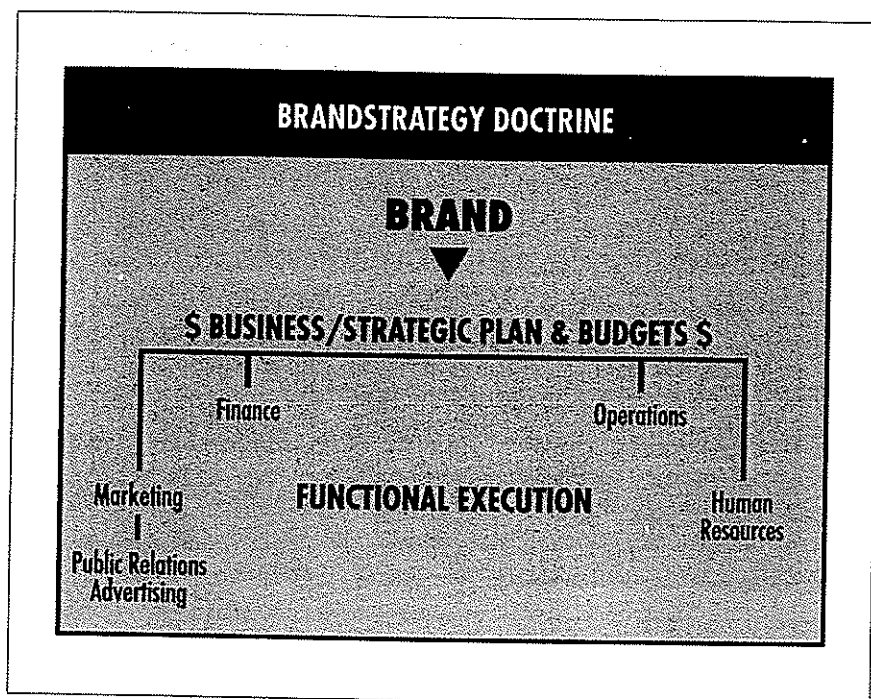 BRANDSTRATEGY DOCTRINE
BRAND
$ BUSINESS/STRATEGIC PLAN & BUDGETS $
Finance
Operations
Marketing
FUNCTIONAL EXECUTION
Human
Resources
Public Relations
Advertising